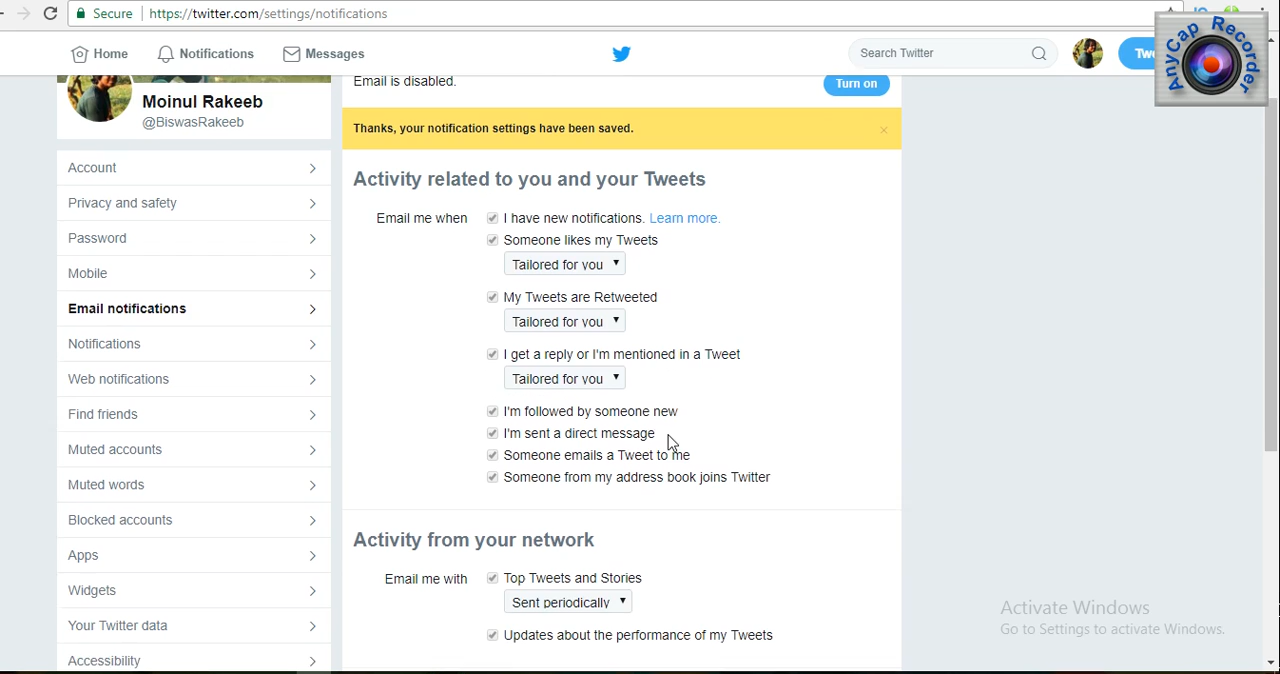 Secure
https://twitter.com/settings/notifications
Home
Notifications
Messages
Search Twitter
AnyCap Recorder
Moinul Rakeeb
@BiswasRakeeb
Account
Privacy and safety
Password
Mobile
Email notifications
Notifications
Web notifications
Find friends
Muted accounts
Muted words
Blocked accounts
Apps
Widgets
Your Twitter data
Accessibility
Email is disabled.
Turn on
Thanks, your notification settings have been saved.
×
Activity related to you and your Tweets
Email me when
I have new notifications. Learn more.
Someone likes my Tweets
Tailored for you
My Tweets are Retweeted
Tailored for you
I get a reply or I'm mentioned in a Tweet
Tailored for you
I'm followed by someone new
I'm sent a direct message
Someone emails a Tweet to me
Someone from my address book joins Twitter
Activity from your network
Email me with
Top Tweets and Stories
Sent periodically
Updates about the performance of my Tweets
Activate Windows
Go to Settings to activate Windows.